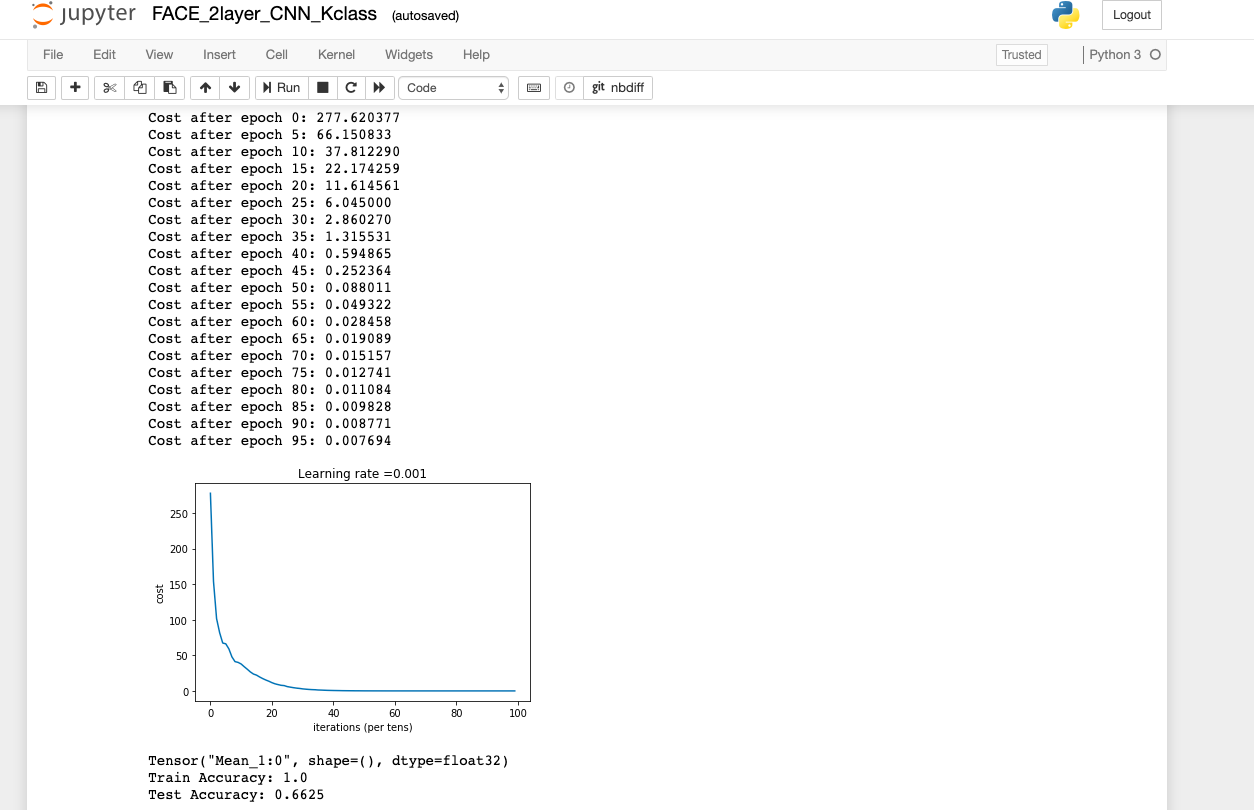 jupyter FACE_2layer_CNN_Kclass (autosaved)
Logout
File Edit View Insert Cell Kernel Widgets Help
Trusted
Python 3
Run
Code
git nbdiff
Cost after epoch 0: 277.620377
Cost after epoch 5: 66.150833
Cost after epoch 10: 37.812290
Cost after epoch 15: 22.174259
Cost after epoch 20: 11.614561
Cost after epoch 25: 6.045000
Cost after epoch 30: 2.860270
Cost after epoch 35: 1.315531
Cost after epoch 40: 0.594865
Cost after epoch 45: 0.252364
Cost after epoch 50: 0.088011
Cost after epoch 55: 0.049322
Cost after epoch 60: 0.028458
Cost after epoch 65: 0.019089
Cost after epoch 70: 0.015157
Cost after epoch 75: 0.012741
Cost after epoch 80: 0.011084
Cost after epoch 85: 0.009828
Cost after epoch 90: 0.008771
Cost after epoch 95: 0.007694
Learning rate =0.001
250
200
150
100
50
0
cost
0 20 40 60 80 100
iterations (per tens)
Tensor("Mean_1:0", shape=(), dtype=float32)
Train Accuracy: 1.0
Test Accuracy: 0.6625